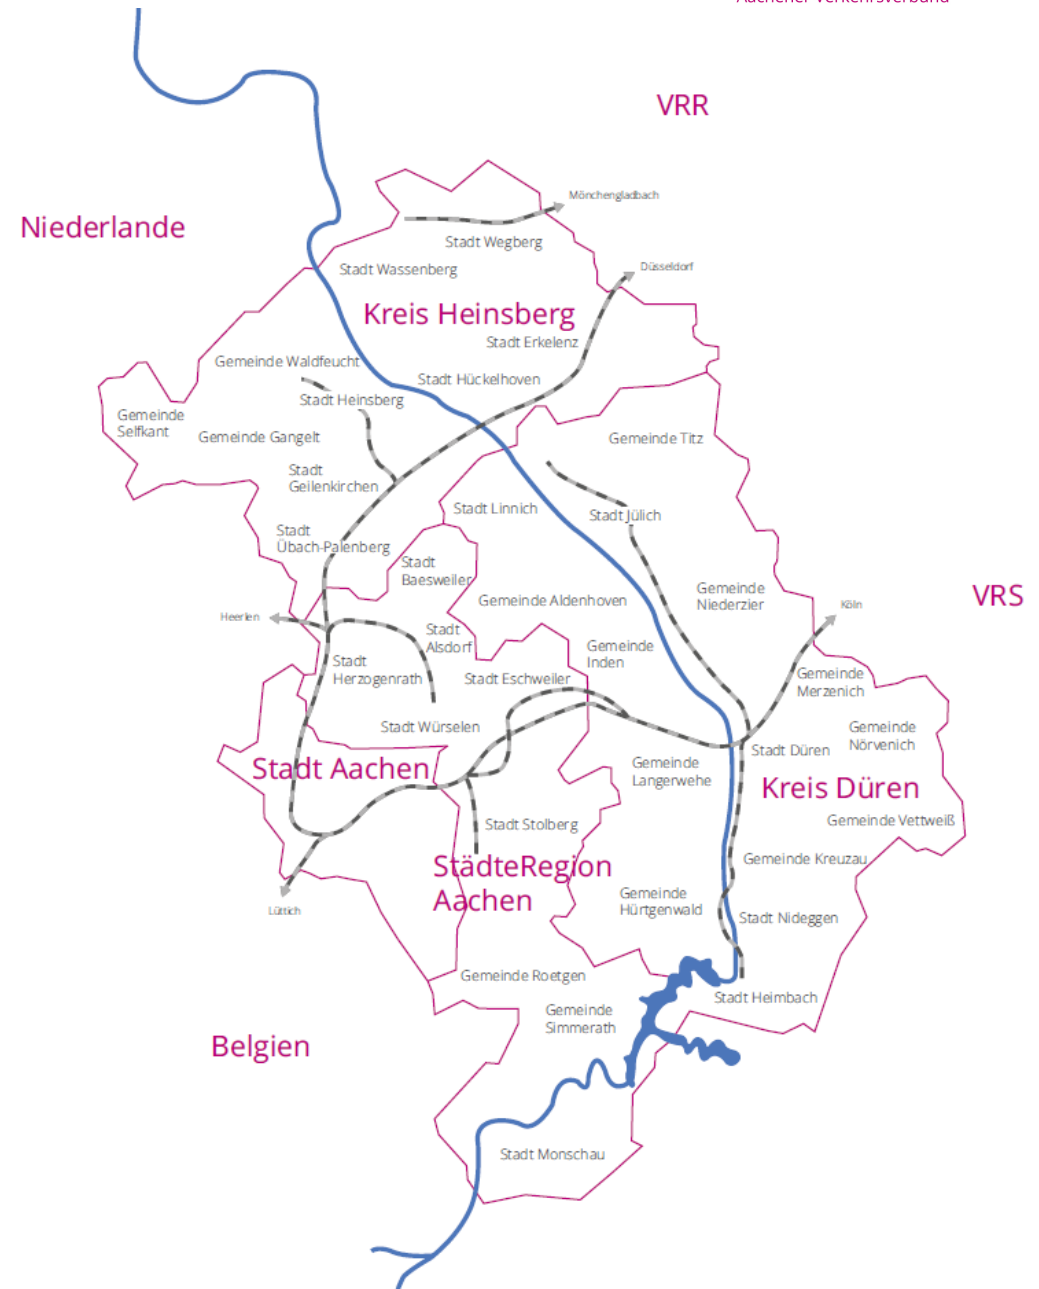 Aachener Verkehrsverbund
VRR
Mönchengladbach
Niederlande
Stadt Wegberg
Stadt Wassenberg
Düsseldorf
Kreis Heinsberg
Stadt Erkelenz
Gemeinde Waldfeucht
Stadt Hückelhoven
Stadt Heinsberg
Gemeinde
Selfkant
Gemeinde Gangelt
Gemeinde Titz
Stadt
Geilenkirchen
Stadt Linnich
Stadt Jülich
Stadt
Übach-Palenberg
Stadt
Baesweiler
Gemeinde
Niederzier
VRS
Gemeinde Aldenhoven
Köln
Heerlen
Stadt
Alsdorf
Gemeinde
Inden
Stadt
Herzogenrath
Stadt Eschweiler
Gemeinde
Merzenich
Stadt Würselen
Gemeinde
Nörvenich
Stadt Düren
Stadt Aachen
Gemeinde
Langerwehe
Kreis Düren
Stadt Stolberg
Gemeinde Vettweiß
StädteRegion
Aachen
Gemeinde Kreuzau
Gemeinde
Hürtgenwald
Lüttich
Stadt Nideggen
Gemeinde Roetgen
Stadt Heimbach
Gemeinde
Simmerath
Belgien
Stadt Monschau